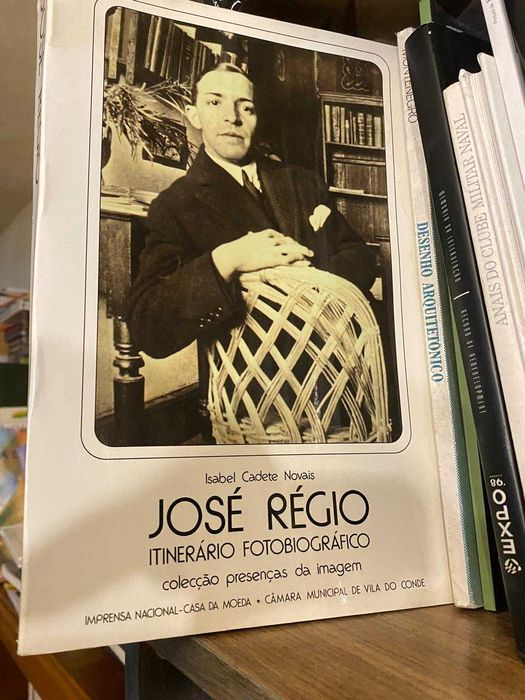 Isabel Cadete Novais
JOSÉ RÉGIO
ITINERÁRIO FOTOBIOGRÁFICO
colecção presenças da imagem
IMPRENSA NACIONAL-CASA DA MOEDA • CÂMARA MUNICIPAL DE VILA DO CONDE
MONTENEGRO
DESENHO ARQUITETÓNICO
ANAIS DO CLUBE MILITAR NAVAL
EXPO
'98